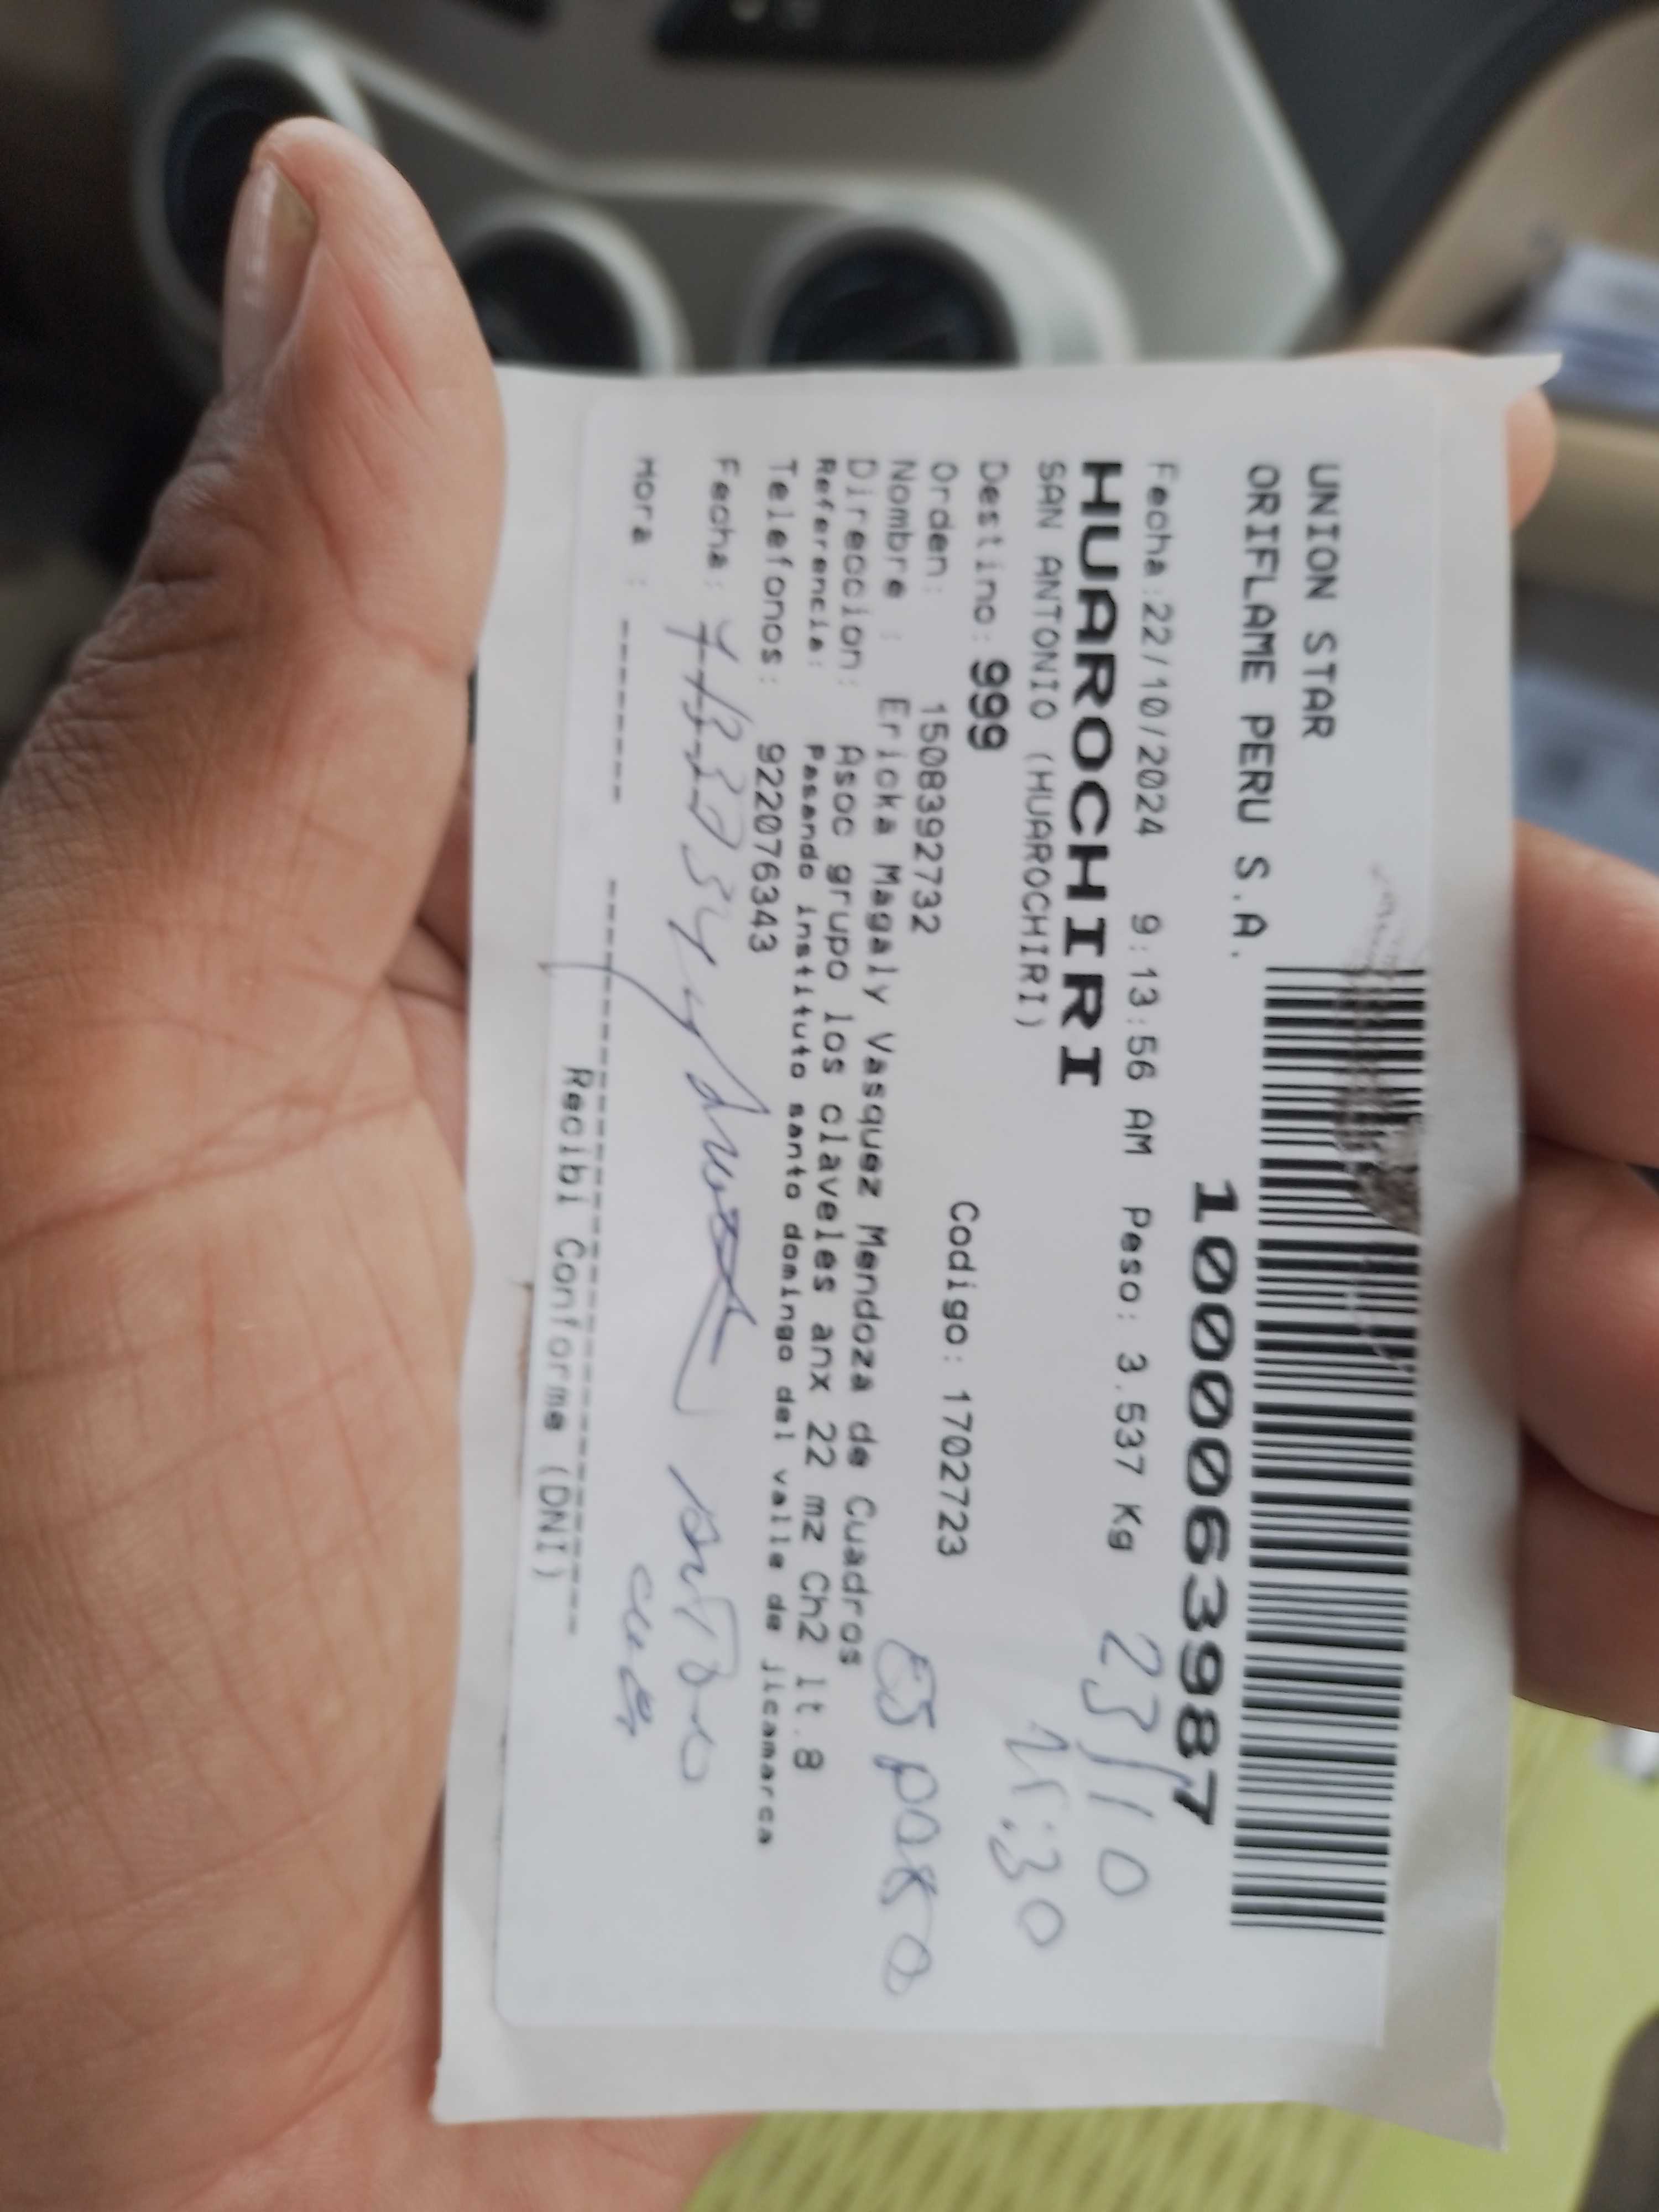 UNION STAR
ORIFLAME PERU S.A.
1000063987
Fecha:22/10/2024 9:13:56 AM Peso: 3.537 Kg
23/10
HUAROCHIRI
SAN ANTONIO (HUAROCHIRI)
:30
Destino: 999
Codigo: 1702723
Orden: 15083392732
Nombre : Ericka Magaly Vasquez Mendoza de Cuadros
Esposo
Direccion: Asoc grupo los claveles anx 22 mz Ch2 lt.8
Referencia: Pasando instituto santo domingo del valle de jicamarca
Telefonos: 922076343
Fecha:
Hora : ------
Recibi Conforme (DNI)